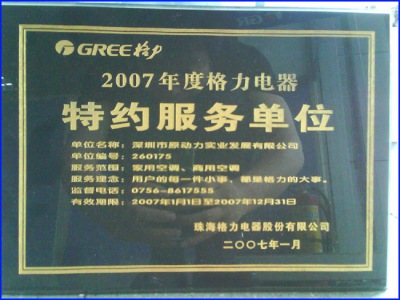 GREE 格力
2007年度格力电器
特约服务单位
单位名称：深圳市原动力实业发展有限公司
单位编号：260175
服务范围：家用空调、商用空调
服务理念：用户的每一件小事，都是格力的大事。
监督电话：0756-8617555
有效期限：2007年1月1日至2007年12月31日
珠海格力电器股份有限公司
二〇〇七年一月